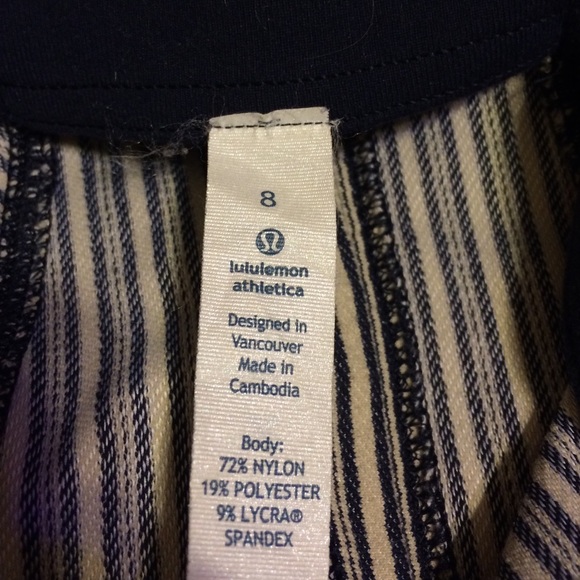 8
lululemon
athletica
Designed in
Vancouver
Made in
Cambodia
Body:
72% NYLON
19% POLYESTER
9% LYCRA®
SPANDEX